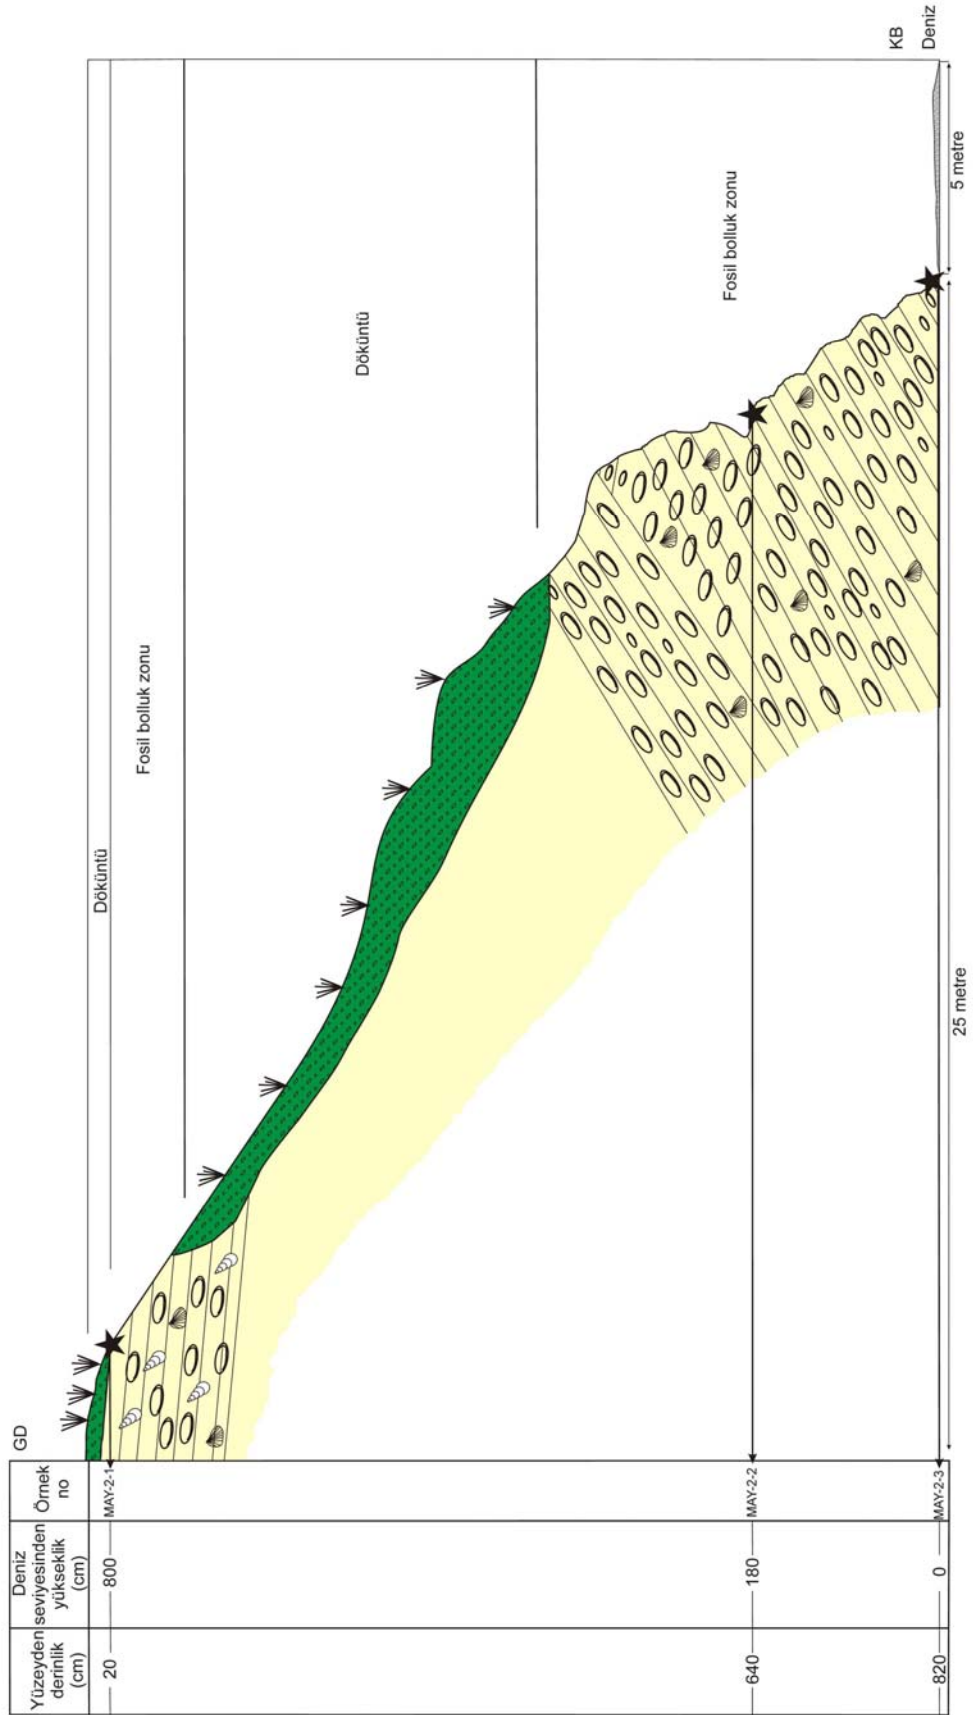 Yüzeyden
derinlik
(cm)
Deniz
seviyesinden
yükseklik
(cm)
Örnek
no
20
800
MAY-2-1
640
180
MAY-2-2
820
0
MAY-2-3
GD
Döküntü
Fosil bolluk zonu
Döküntü
Fosil bolluk zonu
KB
Deniz
25 metre
5 metre